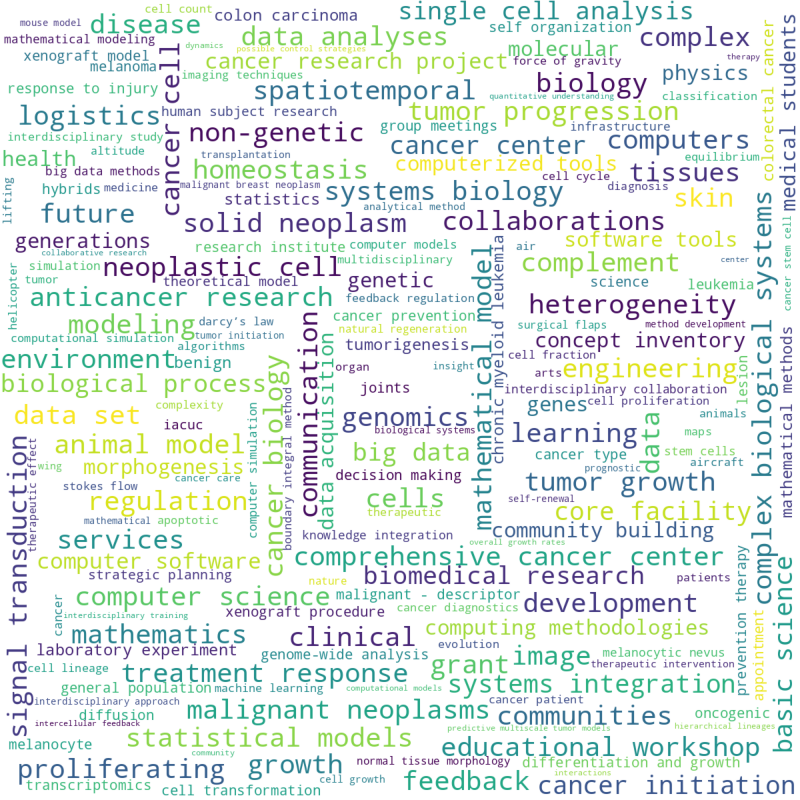 cell count
single cell analysis
mouse model
disease
colon carcinoma
self organization
complex
mathematical modeling
data analyses
molecular
dynamics
possible control strategies
xenograft model
cancer research project
force of gravity
therapy
melanoma
imaging techniques
biology
physics
response to injury
spatiotemporal
quantitative understanding
classification
logistics
human subject research
tumor progression
cancer cell
non-genetic
group meetings
infrastructure
interdisciplinary study
cancer center
computers
colorectal cancer
medical students
health
altitude
transplantation
computerized tools
equilibrium
big data methods
homeostasis
cell cycle
tissues
hybrids
medicine
malignant breast neoplasm
systems biology
diagnosis
skin
lifting
statistics
analytical method
future
solid neoplasm
collaborations
generations
research institute
computer models
air
software tools
center
collaborative research
multidisciplinary
complement
simulation
theoretical model
neoplastic cell
genetic
science
leukemia
cancer stem cell
tumor
anticancer research
feedback regulation
heterogeneity
helicopter
modeling
darcy's law
cancer prevention
surgical flaps
method development
computational simulation
tumor initiation
natural regeneration
algorithms
tumorigenesis
concept inventory
environment
benign
insight
cell fraction
organ
arts
engineering
biological process
joints
interdisciplinary collaboration
lesion
complex biological systems
mathematical methods
complexity
cancer biology
communication
data acquisition
mathematical model
chronic myeloid leukemia
genes
cell proliferation
data set
iacuc
genomics
animals
computer simulation
boundary integral method
biological systems
learning
data
maps
animal model
big data
cancer type
stem cells
wing
morphogenesis
cancer care
decision making
prognostic
aircraft
signal transduction
therapeutic effect
stokes flow
tumor growth
regulation
cells
self-renewal
core facility
mathematical
apoptotic
therapeutic
services
knowledge integration
community building
overall growth rates
computer software
comprehensive cancer center
strategic planning
nature
biomedical research
patients
prevention therapy
basic science
computer science
malignant - descriptor
development
cancer
interdisciplinary training
xenograft procedure
cancer diagnostics
mathematics
clinical
evolution
computing methodologies
appointment
laboratory experiment
genome-wide analysis
grant
image
melanocytic nevus
cell lineage
treatment response
therapeutic intervention
general population
machine learning
computational models
systems integration
interdisciplinary approach
cancer patient
diffusion
malignant neoplasms
communities
oncogenic
intercellular feedback
statistical models
predictive multiscale tumor models
hierarchical lineages
melanocyte
community
educational workshop
proliferating
growth
normal tissue morphology
differentiation and growth
interactions
transcriptomics
cell transformation
cell growth
feedback
cancer initiation